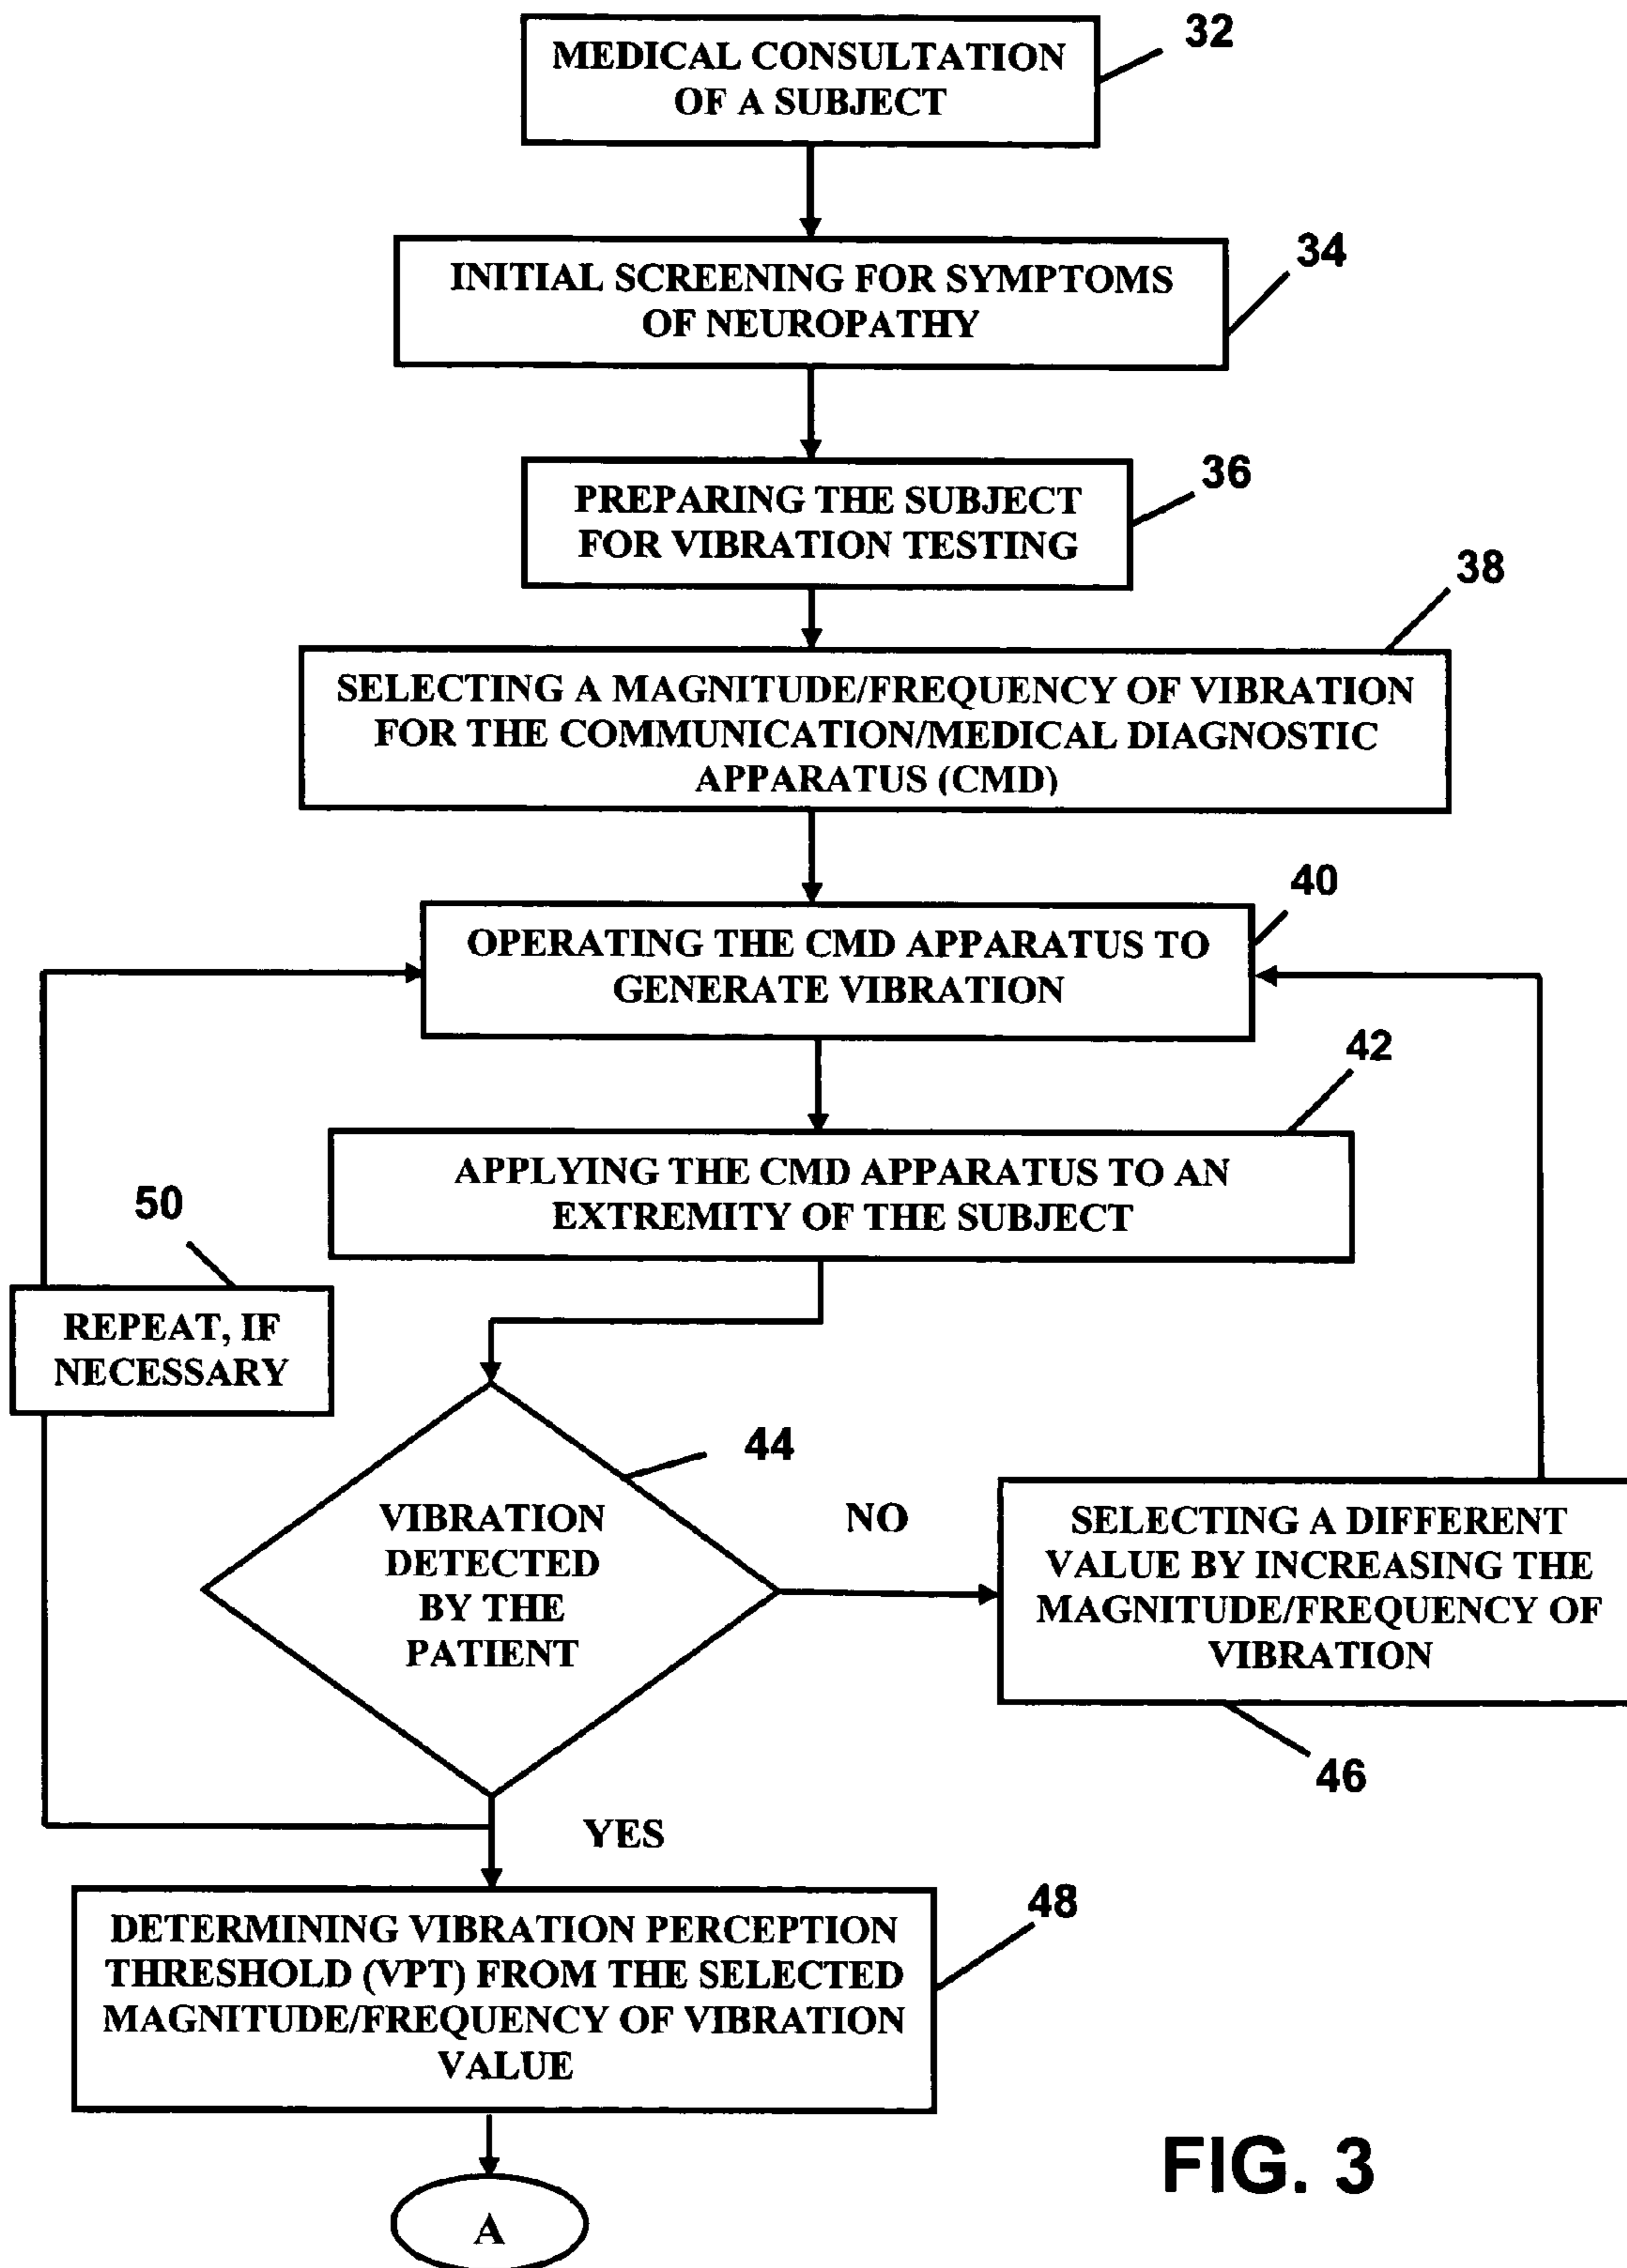 32
MEDICAL CONSULTATION
OF A SUBJECT
34
INITIAL SCREENING FOR SYMPTOMS
OF NEUROPATHY
36
PREPARING THE SUBJECT
FOR VIBRATION TESTING
38
SELECTING A MAGNITUDE/FREQUENCY OF VIBRATION
FOR THE COMMUNICATION/MEDICAL DIAGNOSTIC
APPARATUS (CMD)
40
OPERATING THE CMD APPARATUS TO
GENERATE VIBRATION
42
APPLYING THE CMD APPARATUS TO AN
EXTREMITY OF THE SUBJECT
50
REPEAT, IF
NECESSARY
44
VIBRATION
DETECTED
BY THE
PATIENT
NO
SELECTING A DIFFERENT
VALUE BY INCREASING THE
MAGNITUDE/FREQUENCY OF
VIBRATION
46
YES
48
DETERMINING VIBRATION PERCEPTION
THRESHOLD (VPT) FROM THE SELECTED
MAGNITUDE/FREQUENCY OF VIBRATION
VALUE
A
FIG. 3